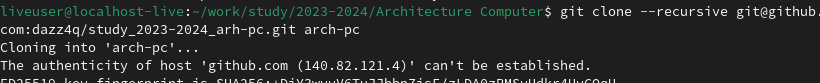 liveuser@localhost-live:~/work/study/2023-2024/Architecture Computer$ git clone --recursive git@github.
com:dazz4q/study_2023-2024_arh-pc.git arch-pc
Cloning into 'arch-pc'...
The authenticity of host 'github.com (140.82.121.4)' can't be established.